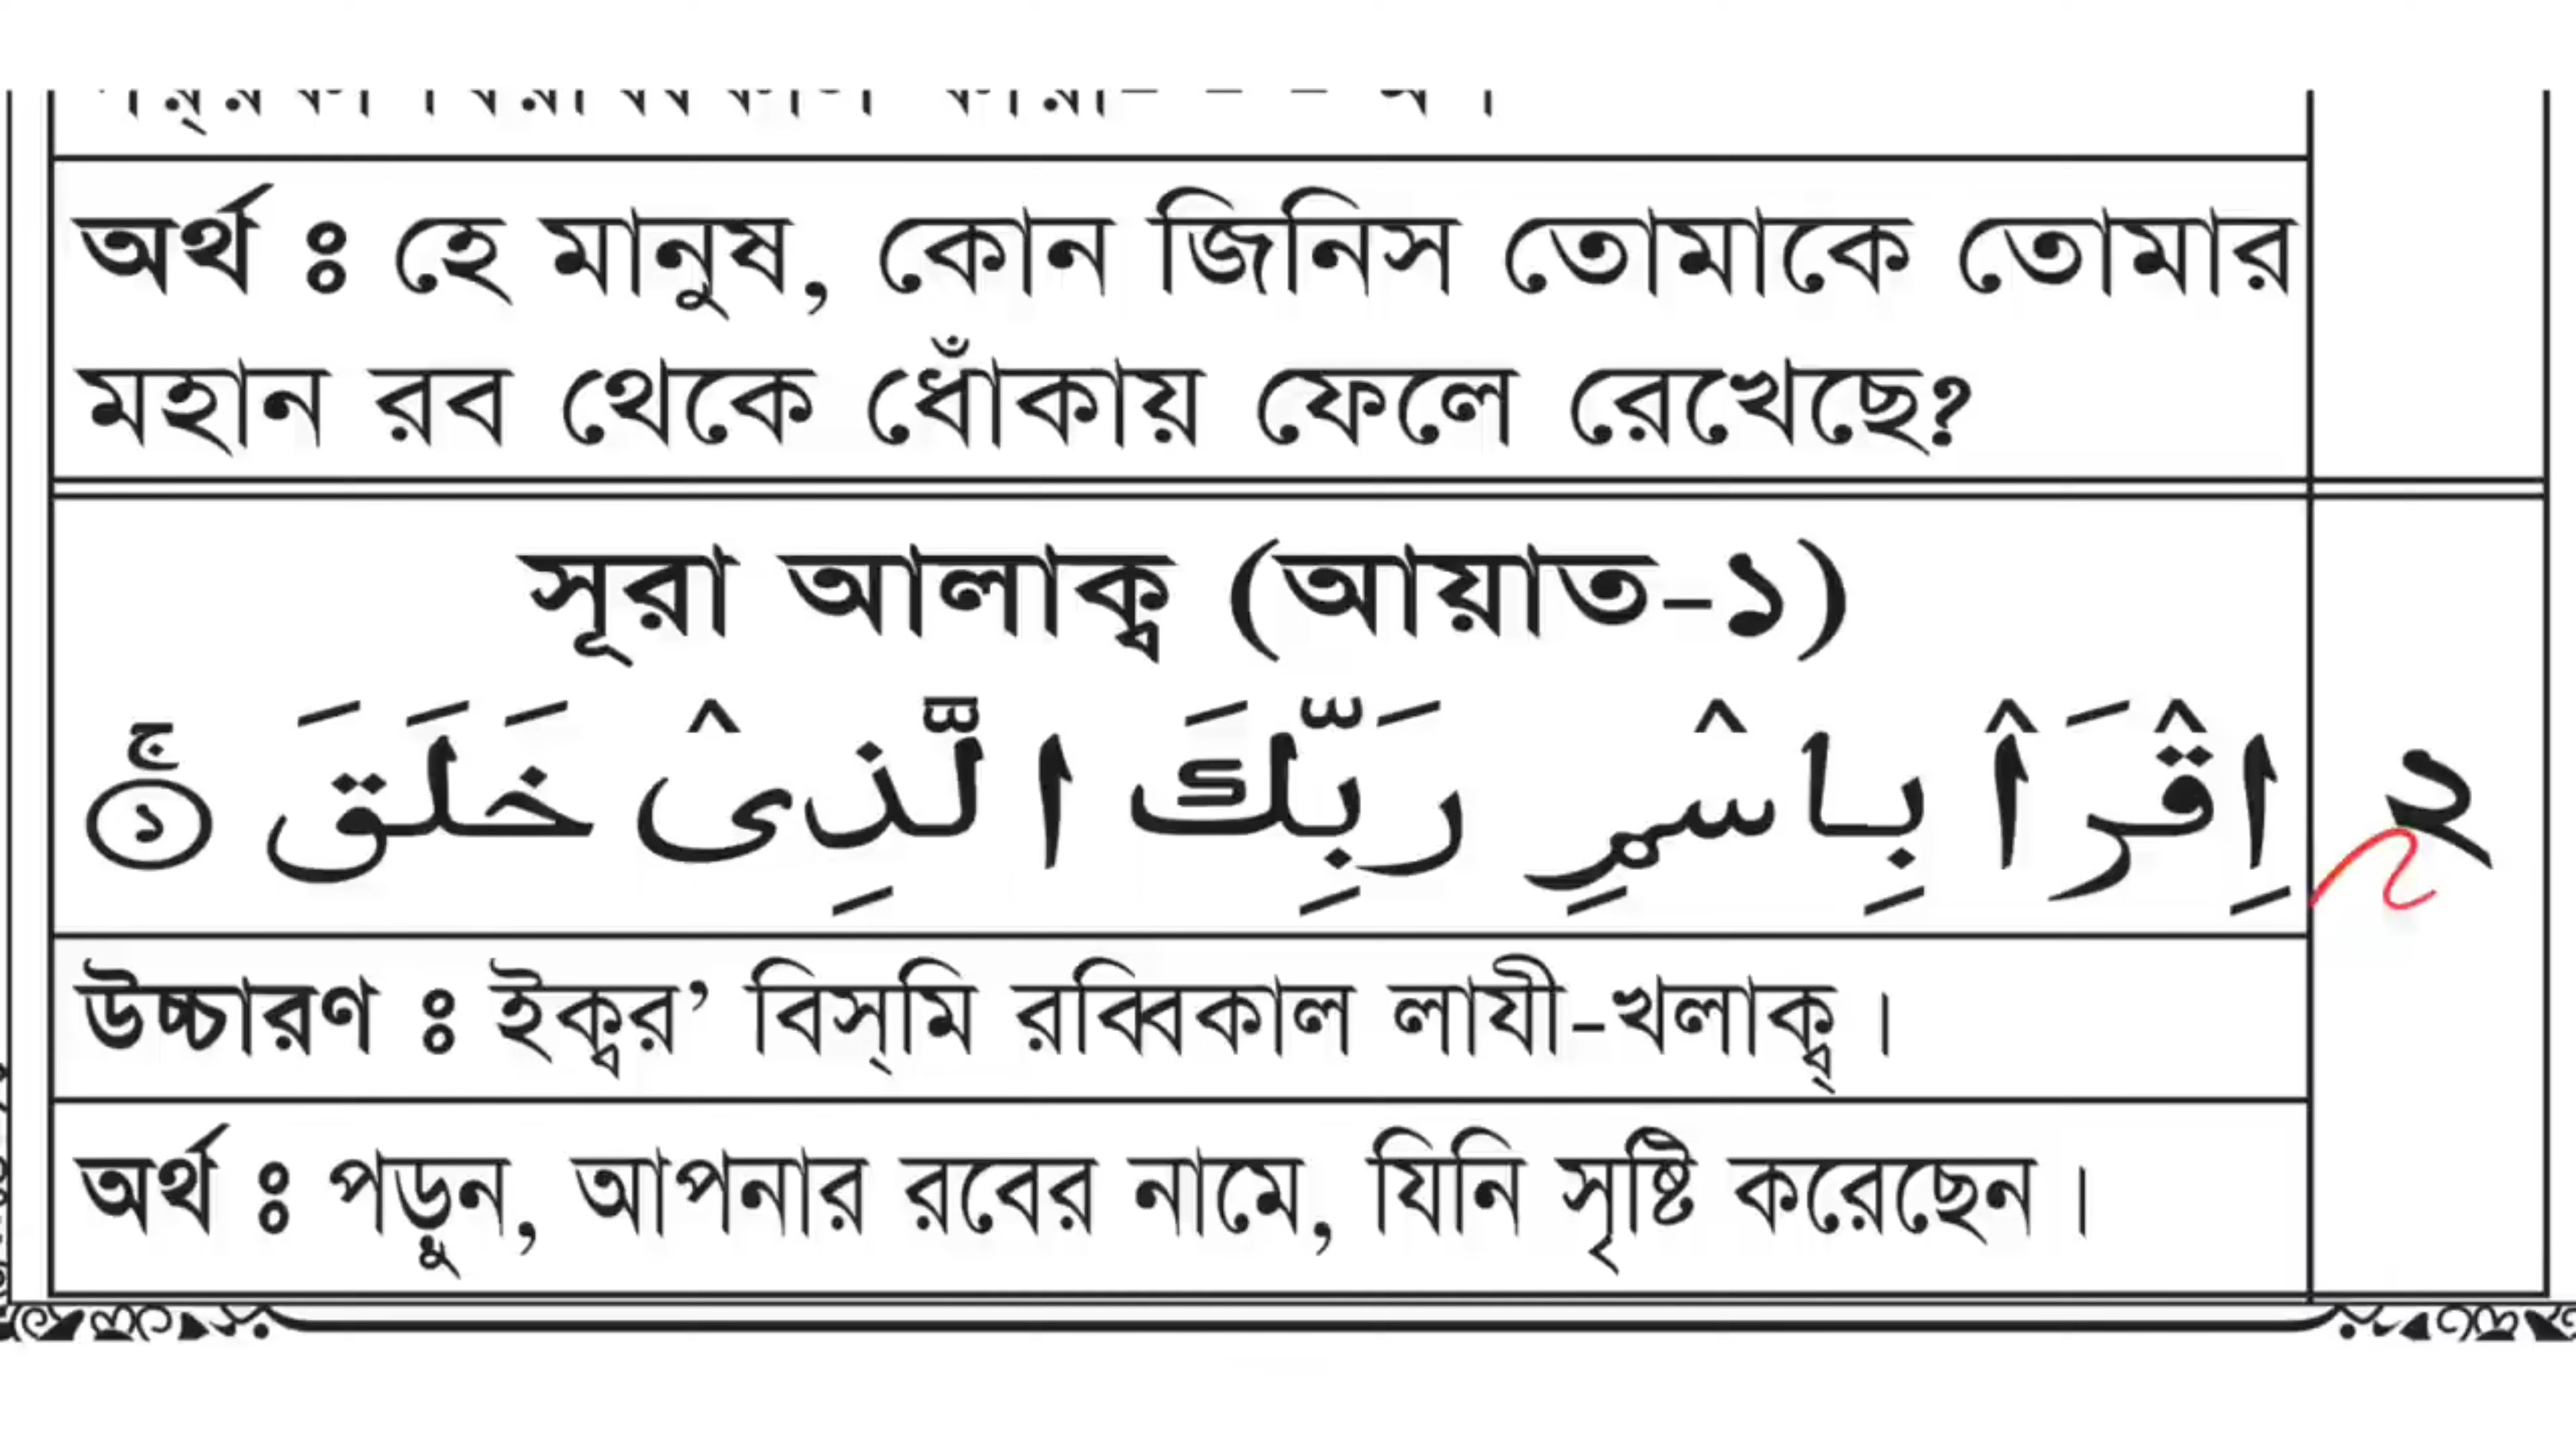 অর্থ ঃ হে মানুষ, কোন জিনিস তোমাকে তোমার
মহান রব থেকে ধোঁকায় ফেলে রেখেছে?
সূরা আলাক্ব (আয়াত-১)
اِقْرَاْ بِاسْمِ رَبِّكَ الَّذِىْ خَلَقَ ۚ ১
২
উচ্চারণ ঃ ইক্বর’ বিস্‌মি রব্বিকাল লাযী-খলাক্ব্।
অর্থ ঃ পড়ুন, আপনার রবের নামে, যিনি সৃষ্টি করেছেন।